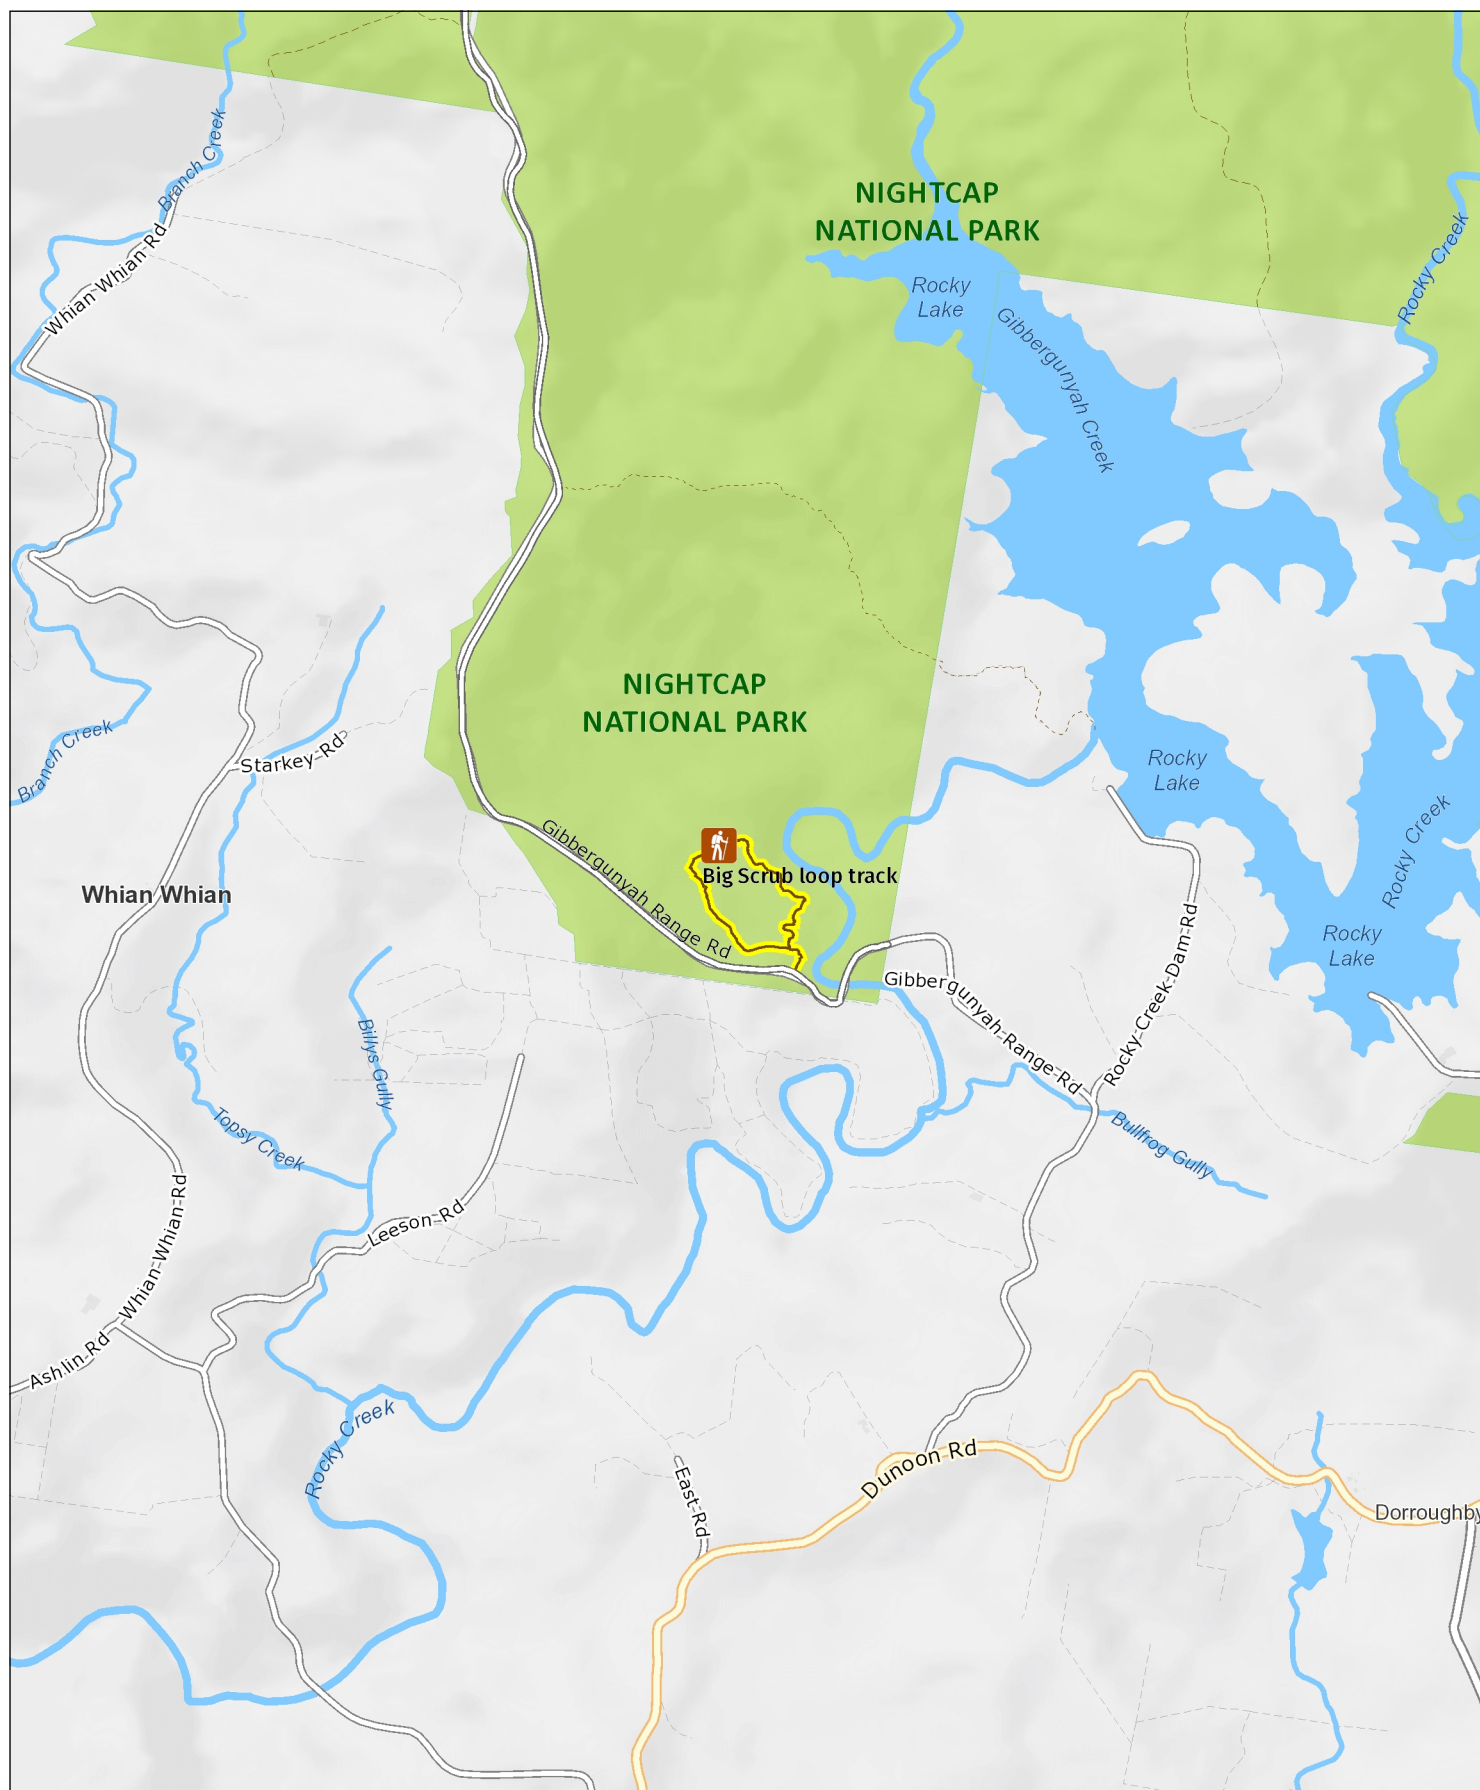 Branch Creek
NIGHTCAP
NATIONAL PARK
Rocky Creek
Whian Whian Rd
Rocky
Lake
Gibbergunyah Creek
NIGHTCAP
NATIONAL PARK
Branch Creek
Starkey Rd
Rocky
Lake
Rocky Creek
Gibbergunyah Range Rd
Big Scrub loop track
Whian Whian
Rocky
Lake
Gibbergunyah Range Rd
Rocky Creek Dam Rd
Billys Gully
Topsy Creek
Bullfrog Gully
Leeson Rd
Whian Whian Rd
Ashlin Rd
Rocky Creek
Dunoon Rd
East Rd
Dorroughby